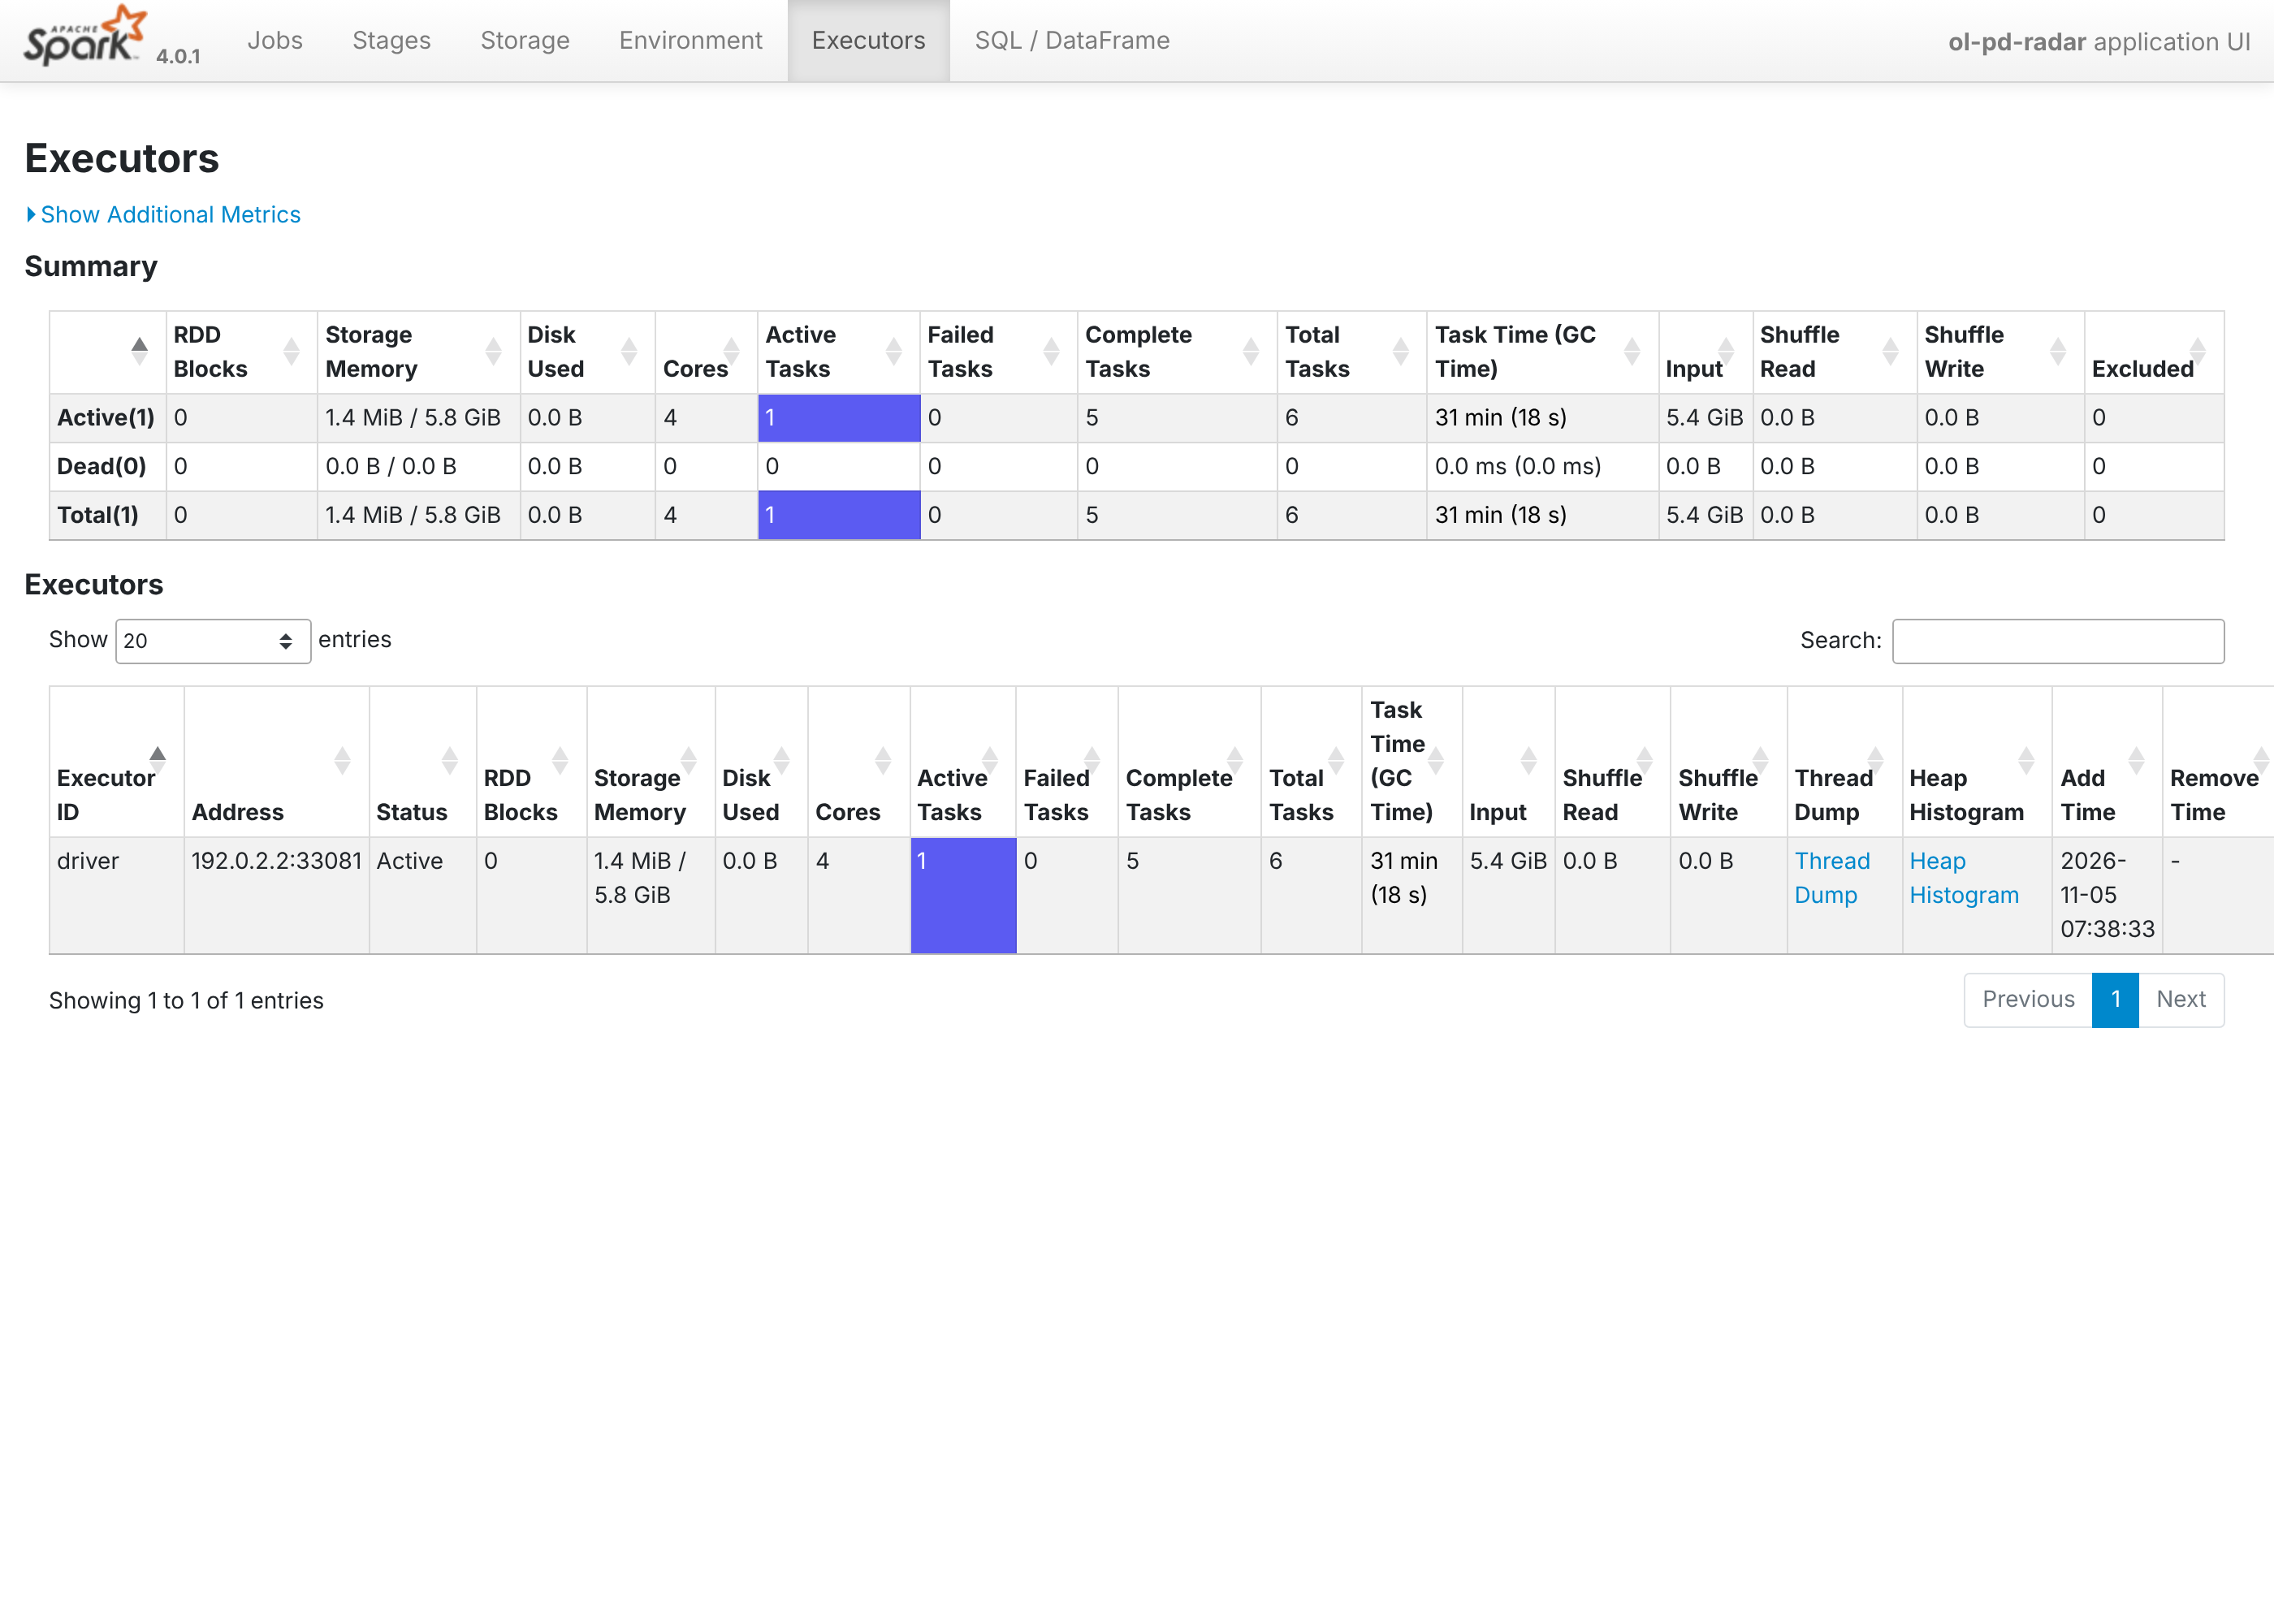 APACHE Spark 4.0.1 Jobs Stages Storage Environment Executors SQL / DataFrame ol-pd-radar application UI
Executors
Show Additional Metrics
Summary
RDD Blocks Storage Memory Disk Used Cores Active Tasks Failed Tasks Complete Tasks Total Tasks Task Time (GC Time) Input Shuffle Read Shuffle Write Excluded
Active(1) 0 1.4 MiB / 5.8 GiB 0.0 B 4 1 0 5 6 31 min (18 s) 5.4 GiB 0.0 B 0.0 B 0
Dead(0) 0 0.0 B / 0.0 B 0.0 B 0 0 0 0 0 0.0 ms (0.0 ms) 0.0 B 0.0 B 0.0 B 0
Total(1) 0 1.4 MiB / 5.8 GiB 0.0 B 4 1 0 5 6 31 min (18 s) 5.4 GiB 0.0 B 0.0 B 0
Executors
Show 20 entries Search:
Executor ID Address Status RDD Blocks Storage Memory Disk Used Cores Active Tasks Failed Tasks Complete Tasks Total Tasks Task Time (GC Time) Input Shuffle Read Shuffle Write Thread Dump Heap Histogram Add Time Remove Time
driver 192.0.2.2:33081 Active 0 1.4 MiB / 5.8 GiB 0.0 B 4 1 0 5 6 31 min (18 s) 5.4 GiB 0.0 B 0.0 B Thread Dump Heap Histogram 2026-11-05 07:38:33 -
Showing 1 to 1 of 1 entries Previous 1 Next